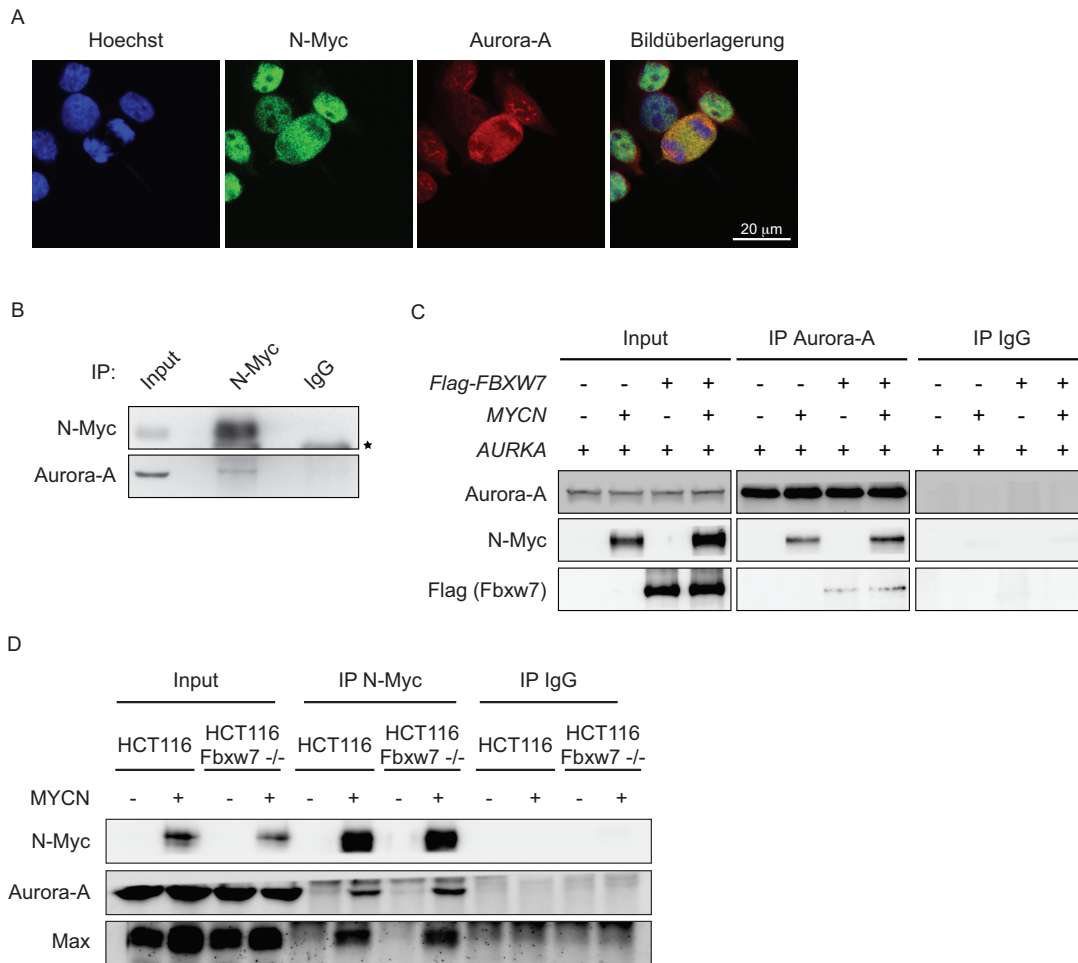 A
Hoechst N-Myc Aurora-A Bildüberlagerung
20 µm
B
IP: Input N-Myc IgG
N-Myc
★
Aurora-A
C
Input IP Aurora-A IP IgG
Flag-FBXW7 - - + + - - + + - - + +
MYCN - + - + - + - + - + - +
AURKA + + + + + + + + + + + +
Aurora-A
N-Myc
Flag (Fbxw7)
D
Input IP N-Myc IP IgG
HCT116 HCT116 Fbxw7 -/- HCT116 HCT116 Fbxw7 -/- HCT116 HCT116 Fbxw7 -/-
MYCN - + - + - + - + - + - +
N-Myc
Aurora-A
Max